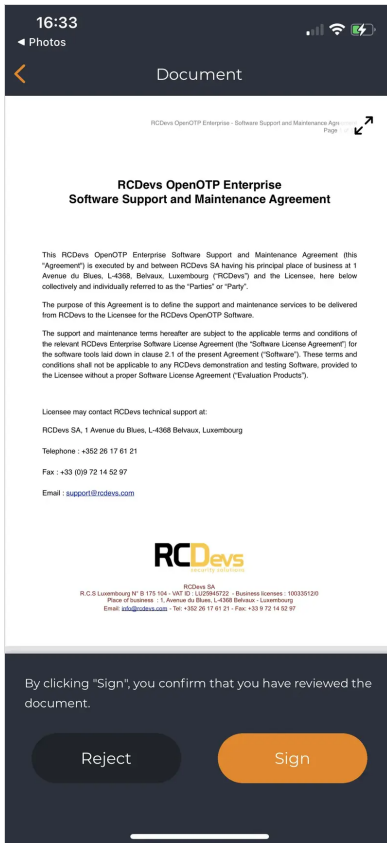 16:33
◀ Photos
Document
RCDevs OpenOTP Enterprise - Software Support and Maintenance
Page
RCDevs OpenOTP Enterprise
Software Support and Maintenance Agreement
This RCDevs OpenOTP Enterprise Software Support and Maintenance Agreement (this
"Agreement") is executed by and between RCDevs SA having his principal place of business at 1
Avenue du Blues, L-4368 Belvaux, Luxembourg ("RCDevs") and the Licensee, here below
collectively and individually referred to as the "Parties" or "Party".
The purpose of this Agreement is to define the support and maintenance services to be delivered
from RCDevs to the Licensee for the RCDevs OpenOTP Software.
The support and maintenance terms hereafter are subject to the applicable terms and conditions of
the relevant RCDevs Enterprise Software License Agreement (the "Software License Agreement") for
the software tools laid down in clause 2.1 of the present Agreement ("Software"). These terms and
conditions shall not be applicable to any RCDevs demonstration and testing Software, provided to
the Licensee without a proper Software License Agreement ("Evaluation Products").
Licensee may contact RCDevs technical support at:
RCDevs SA, 1 Avenue du Blues, L-4368 Belvaux, Luxembourg
Telephone : +352 26 17 61 21
Fax : +33 (0)9 72 14 52 97
Email : support@rcdevs.com
RCDevs
security solutions
RCDevs SA
R.C.S Luxembourg N° B 175 104 - VAT ID : LU25945722 - Business licenses : 10033512/0
Place of business : 1, Avenue du Blues, L-4368 Belvaux - Luxembourg
Email: info@rcdevs.com - Tel: +352 26 17 61 21 - Fax: +33 9 72 14 52 97
By clicking "Sign", you confirm that you have reviewed the
document.
Reject
Sign